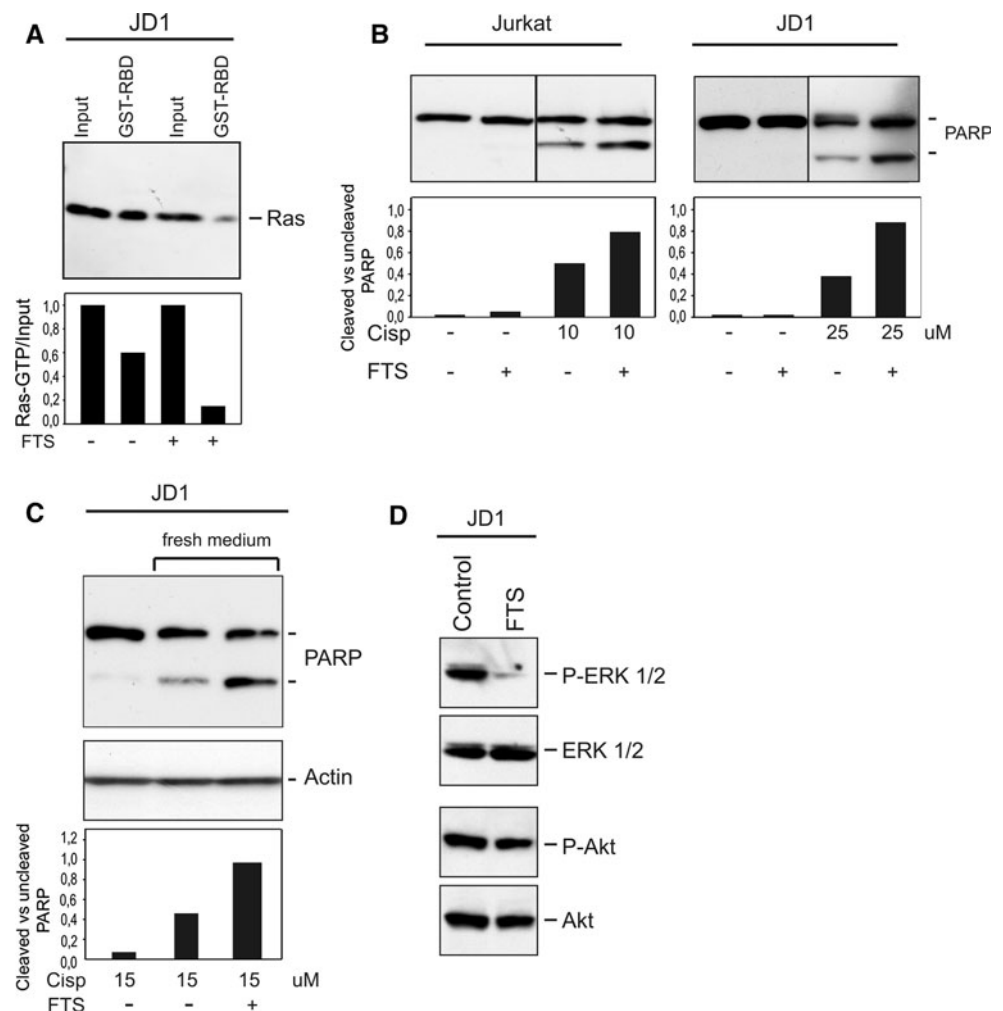 A
JD1
Input
GST-RBD
Input
GST-RBD
Ras
Ras-GTP/Input
1,0
0,8
0,6
0,4
0,2
0,0
FTS - - + +
B
Jurkat
JD1
PARP
Cleaved vs uncleaved
PARP
1,0
0,8
0,6
0,4
0,2
0,0
1,0
0,8
0,6
0,4
0,2
0,0
Cisp - - 10 10 - - 25 25 uM
FTS - + - + - + - +
C
JD1
fresh medium
PARP
Actin
Cleaved vs uncleaved
PARP
1,2
1,0
0,8
0,6
0,4
0,2
0,0
Cisp 15 15 15 uM
FTS - - +
D
JD1
Control
FTS
P-ERK 1/2
ERK 1/2
P-Akt
Akt